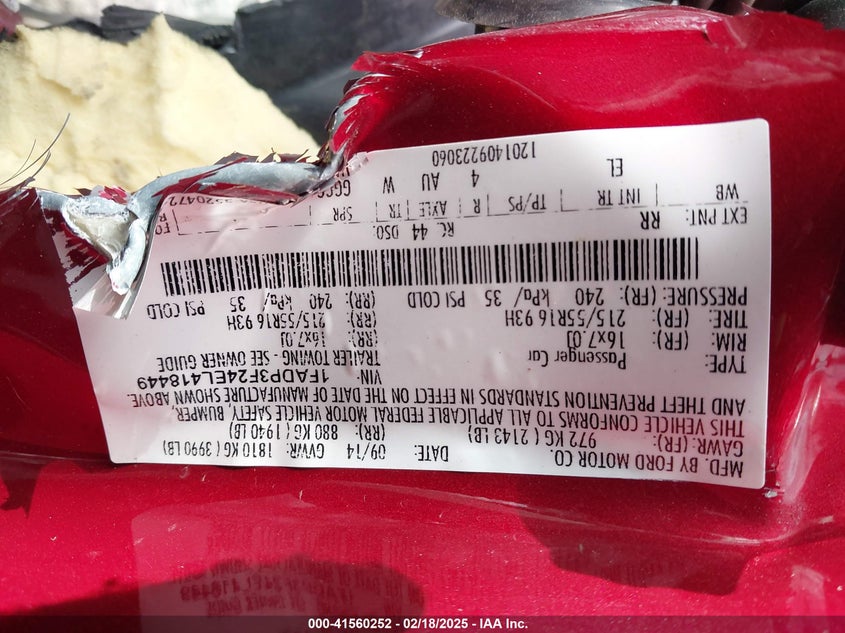 MFD. BY FORD MOTOR CO.
DATE: 09/14 GVWR: 1810 KG ( 3990 LB)
GAWR: (FR): 972 KG ( 2143 LB) (RR): 880 KG ( 1940 LB)
THIS VEHICLE CONFORMS TO ALL APPLICABLE FEDERAL MOTOR VEHICLE SAFETY, BUMPER,
AND THEFT PREVENTION STANDARDS IN EFFECT ON THE DATE OF MANUFACTURE SHOWN ABOVE.
VIN: 1FADP3F24EL418449
TYPE: Passenger Car TRAILER TOWING - SEE OWNER GUIDE
RIM: (FR): 16x7.0J (RR): 16x7.0J
TIRE: (FR): 215/55R16 93H (RR): 215/55R16 93H
PRESSURE: (FR): 240 kPa/ 35 PSI COLD (RR): 240 kPa/ 35 PSI COLD
EXT PNT: RR RC: 44 DSO:
WB INT TR TP/PS R AXLE TR SPR
EL 4 AU W
1201409223060
000-41560252 - 02/18/2025 - IAA Inc.